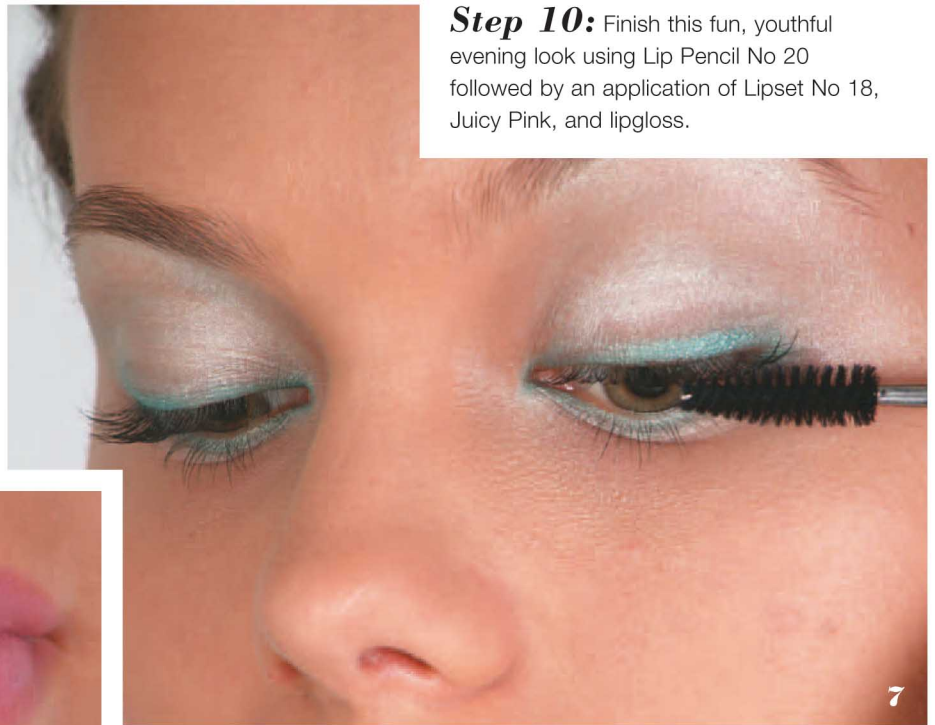 Step 10: Finish this fun, youthful
evening look using Lip Pencil No 20
followed by an application of Lipset No 18,
Juicy Pink, and lipgloss.
7